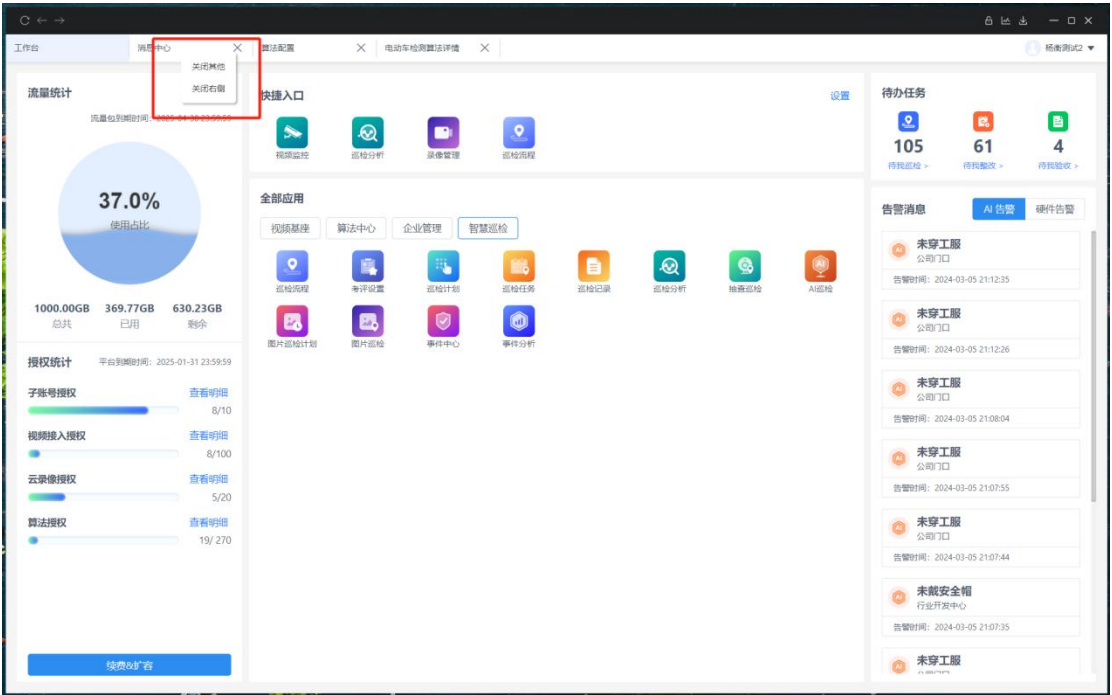 工作台
消息中心
算法配置
电动车检测算法详情
杨衡测试2
关闭其他
关闭右侧
流量统计
流量包到期时间：2025-04-30 23:59:59
37.0%
使用占比
1000.00GB 369.77GB 630.23GB
总共 已用 剩余
授权统计 平台到期时间：2025-01-31 23:59:59
子账号授权 查看明细
8/10
视频接入授权 查看明细
8/100
云录像授权 查看明细
5/20
算法授权 查看明细
19/ 270
续费&扩容
快捷入口 设置
视频监控 巡检分析 录像管理 巡检流程
全部应用
视频基座 算法中心 企业管理 智慧巡检
巡检流程 考评设置 巡检计划 巡检任务 巡检记录 巡检分析 抽查巡检 AI巡检
图片巡检计划 图片巡检 事件中心 事件分析
待办任务
105 61 4
待我巡检 > 待我整改 > 待我验收 >
告警消息 AI 告警 硬件告警
未穿工服
公司门口
告警时间：2024-03-05 21:12:35
未穿工服
公司门口
告警时间：2024-03-05 21:12:26
未穿工服
公司门口
告警时间：2024-03-05 21:08:04
未穿工服
公司门口
告警时间：2024-03-05 21:07:55
未穿工服
公司门口
告警时间：2024-03-05 21:07:44
未戴安全帽
行业开发中心
告警时间：2024-03-05 21:07:35
未穿工服